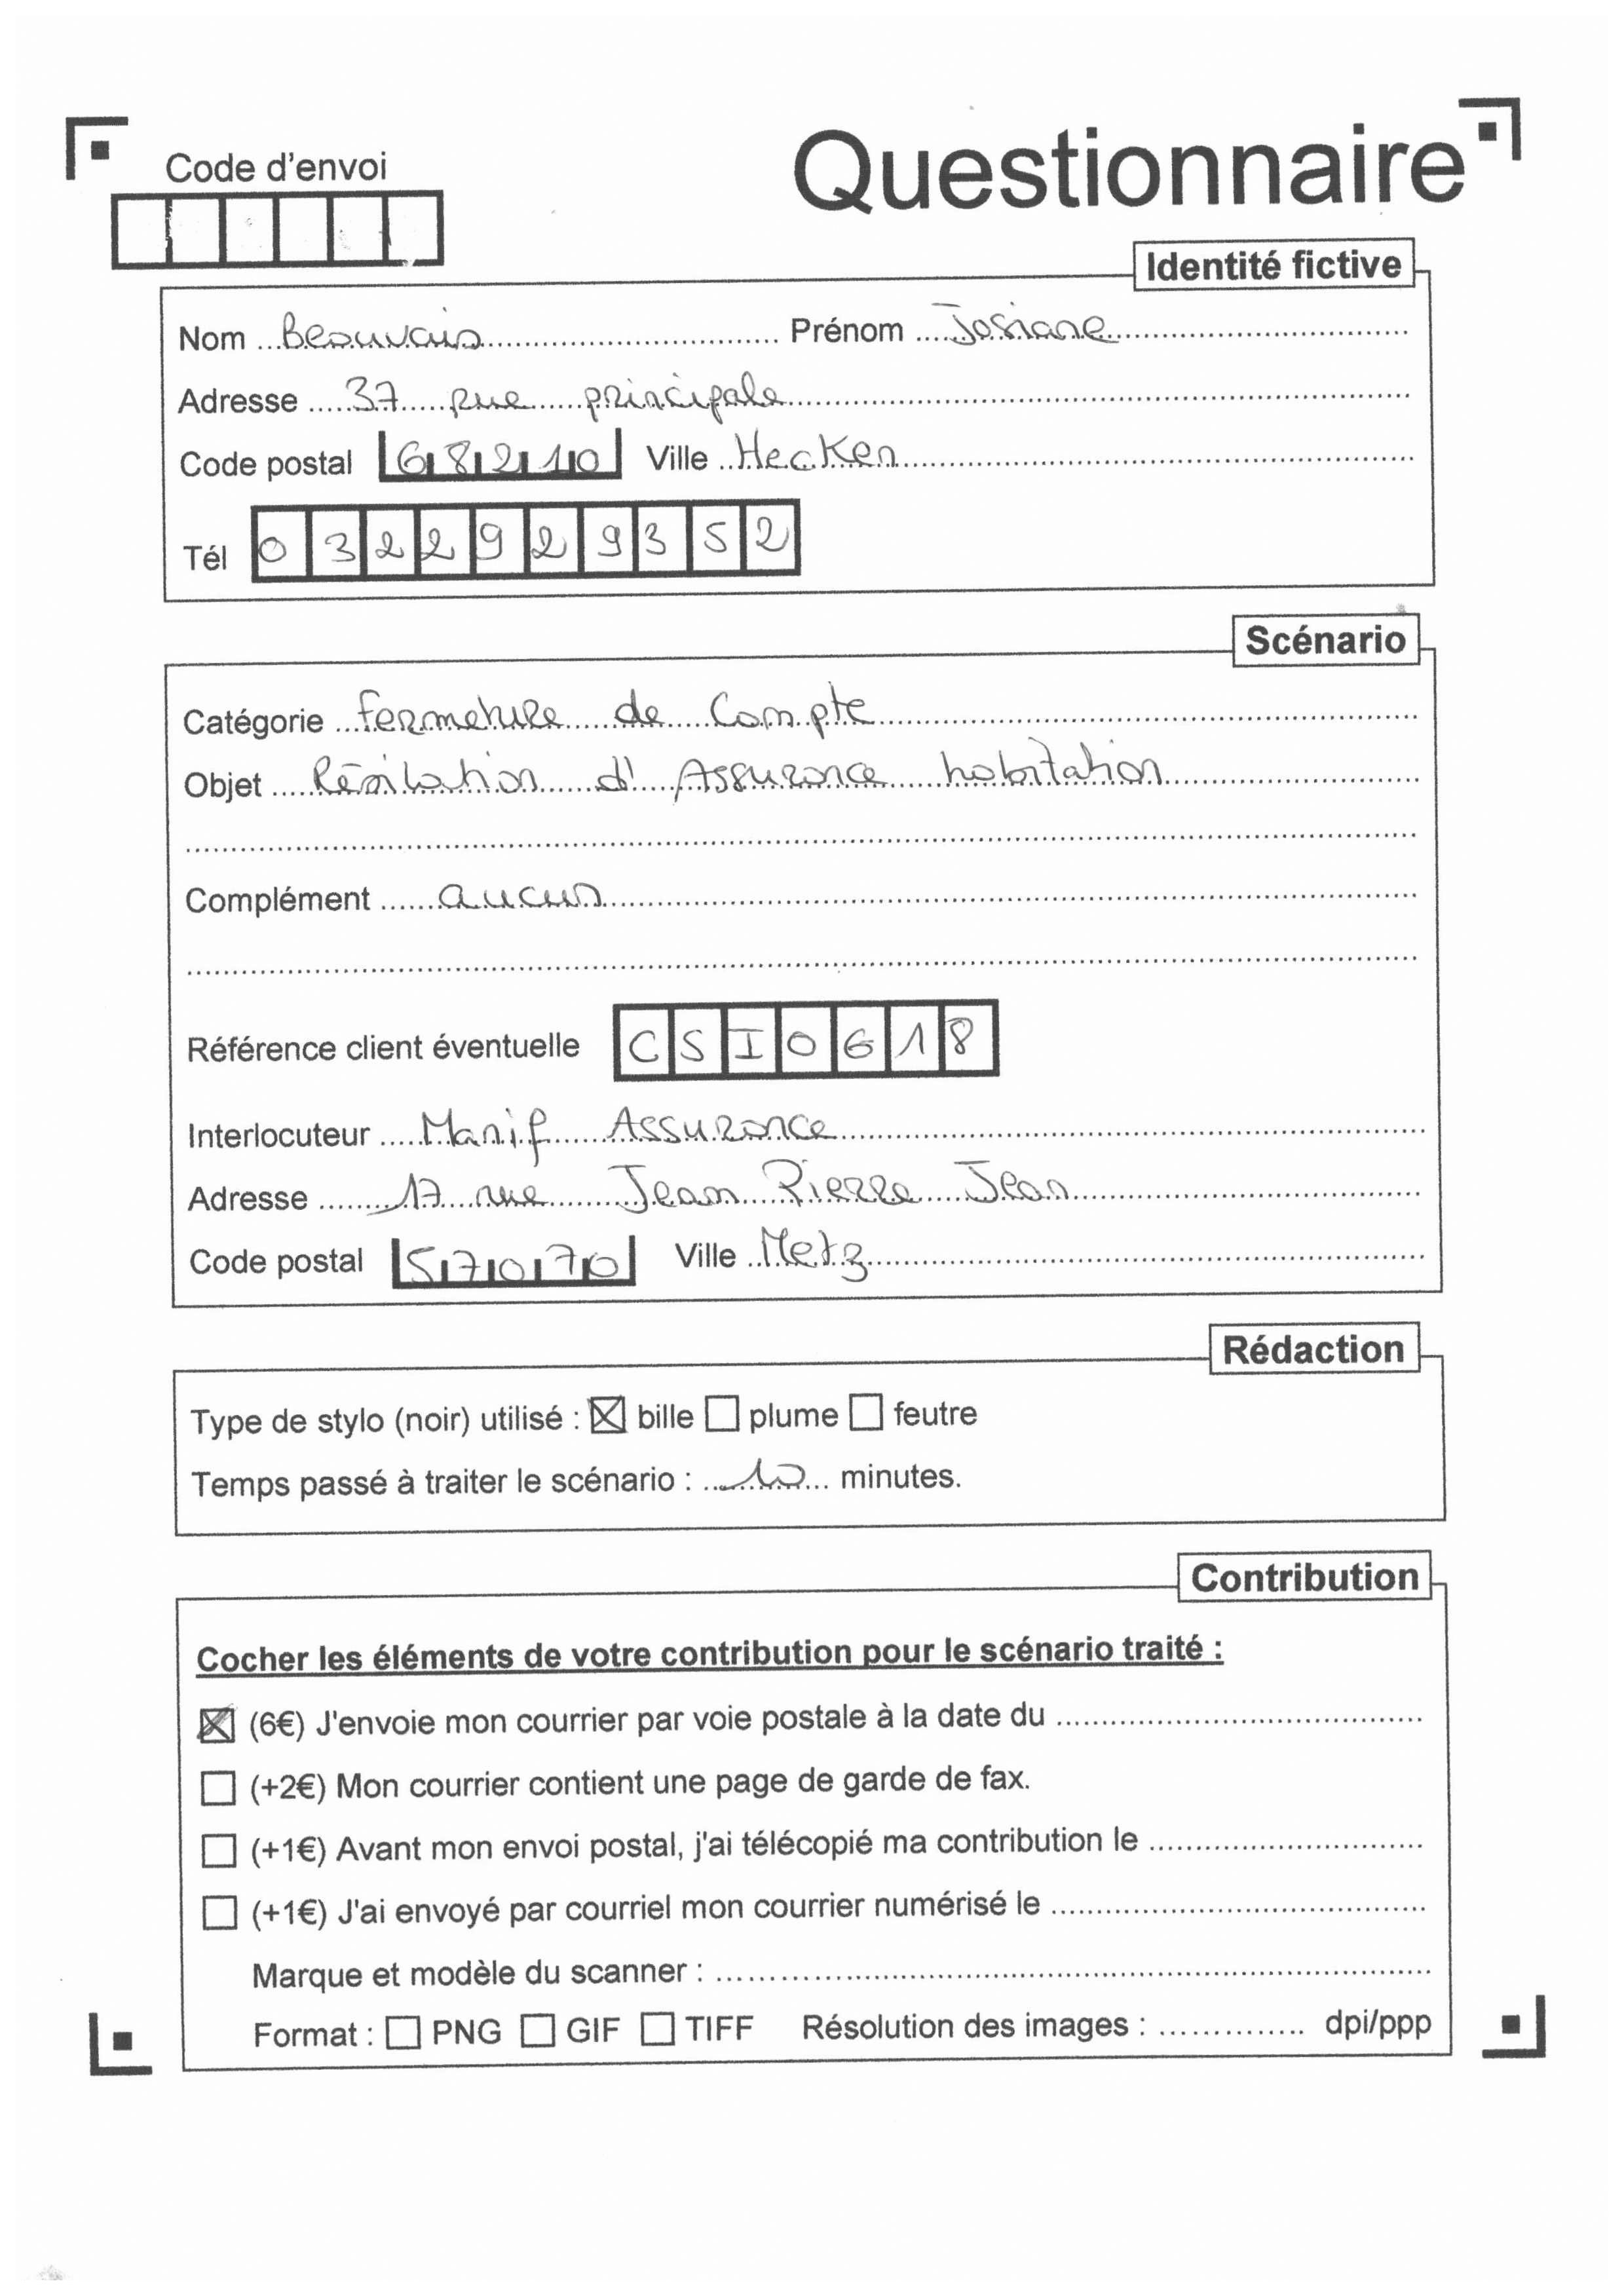 Questionnaire
Code d'envoi
Identité fictive
Nom Beauvais Prénom Josiane
Adresse 37 rue principale
Code postal 68210 Ville Hecken
Tél 0322929352
Scénario
Catégorie fermeture de Compte
Objet Résiliation d'Assurance habitation
Complément aucun
Référence client éventuelle CSI0618
Interlocuteur Manif Assurance
Adresse 17 rue Jean Pierre Jean
Code postal 57070 Ville Metz
Rédaction
Type de stylo (noir) utilisé : ☒ bille ☐ plume ☐ feutre
Temps passé à traiter le scénario : 10 minutes.
Contribution
Cocher les éléments de votre contribution pour le scénario traité :
☒ (6€) J'envoie mon courrier par voie postale à la date du
☐ (+2€) Mon courrier contient une page de garde de fax.
☐ (+1€) Avant mon envoi postal, j'ai télécopié ma contribution le
☐ (+1€) J'ai envoyé par courriel mon courrier numérisé le
Marque et modèle du scanner :
Format : ☐ PNG ☐ GIF ☐ TIFF Résolution des images : dpi/ppp